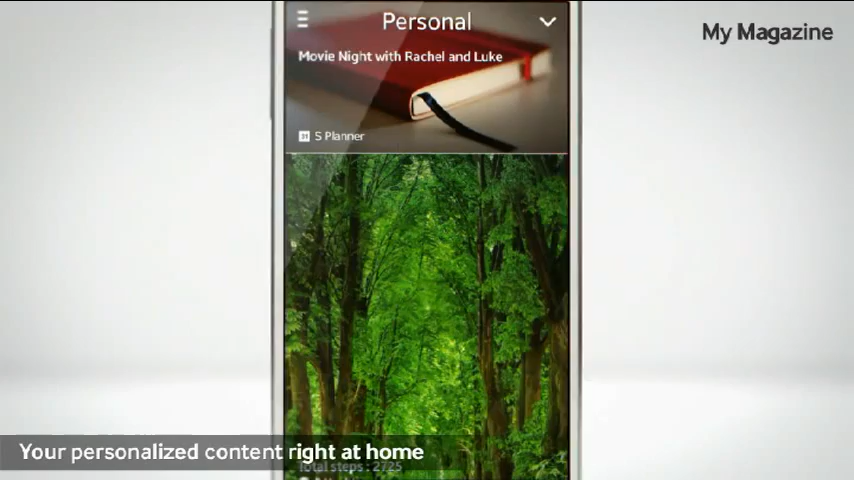 Personal
My Magazine
Movie Night with Rachel and Luke
31 S Planner
Your personalized content right at home
Total steps : 2725